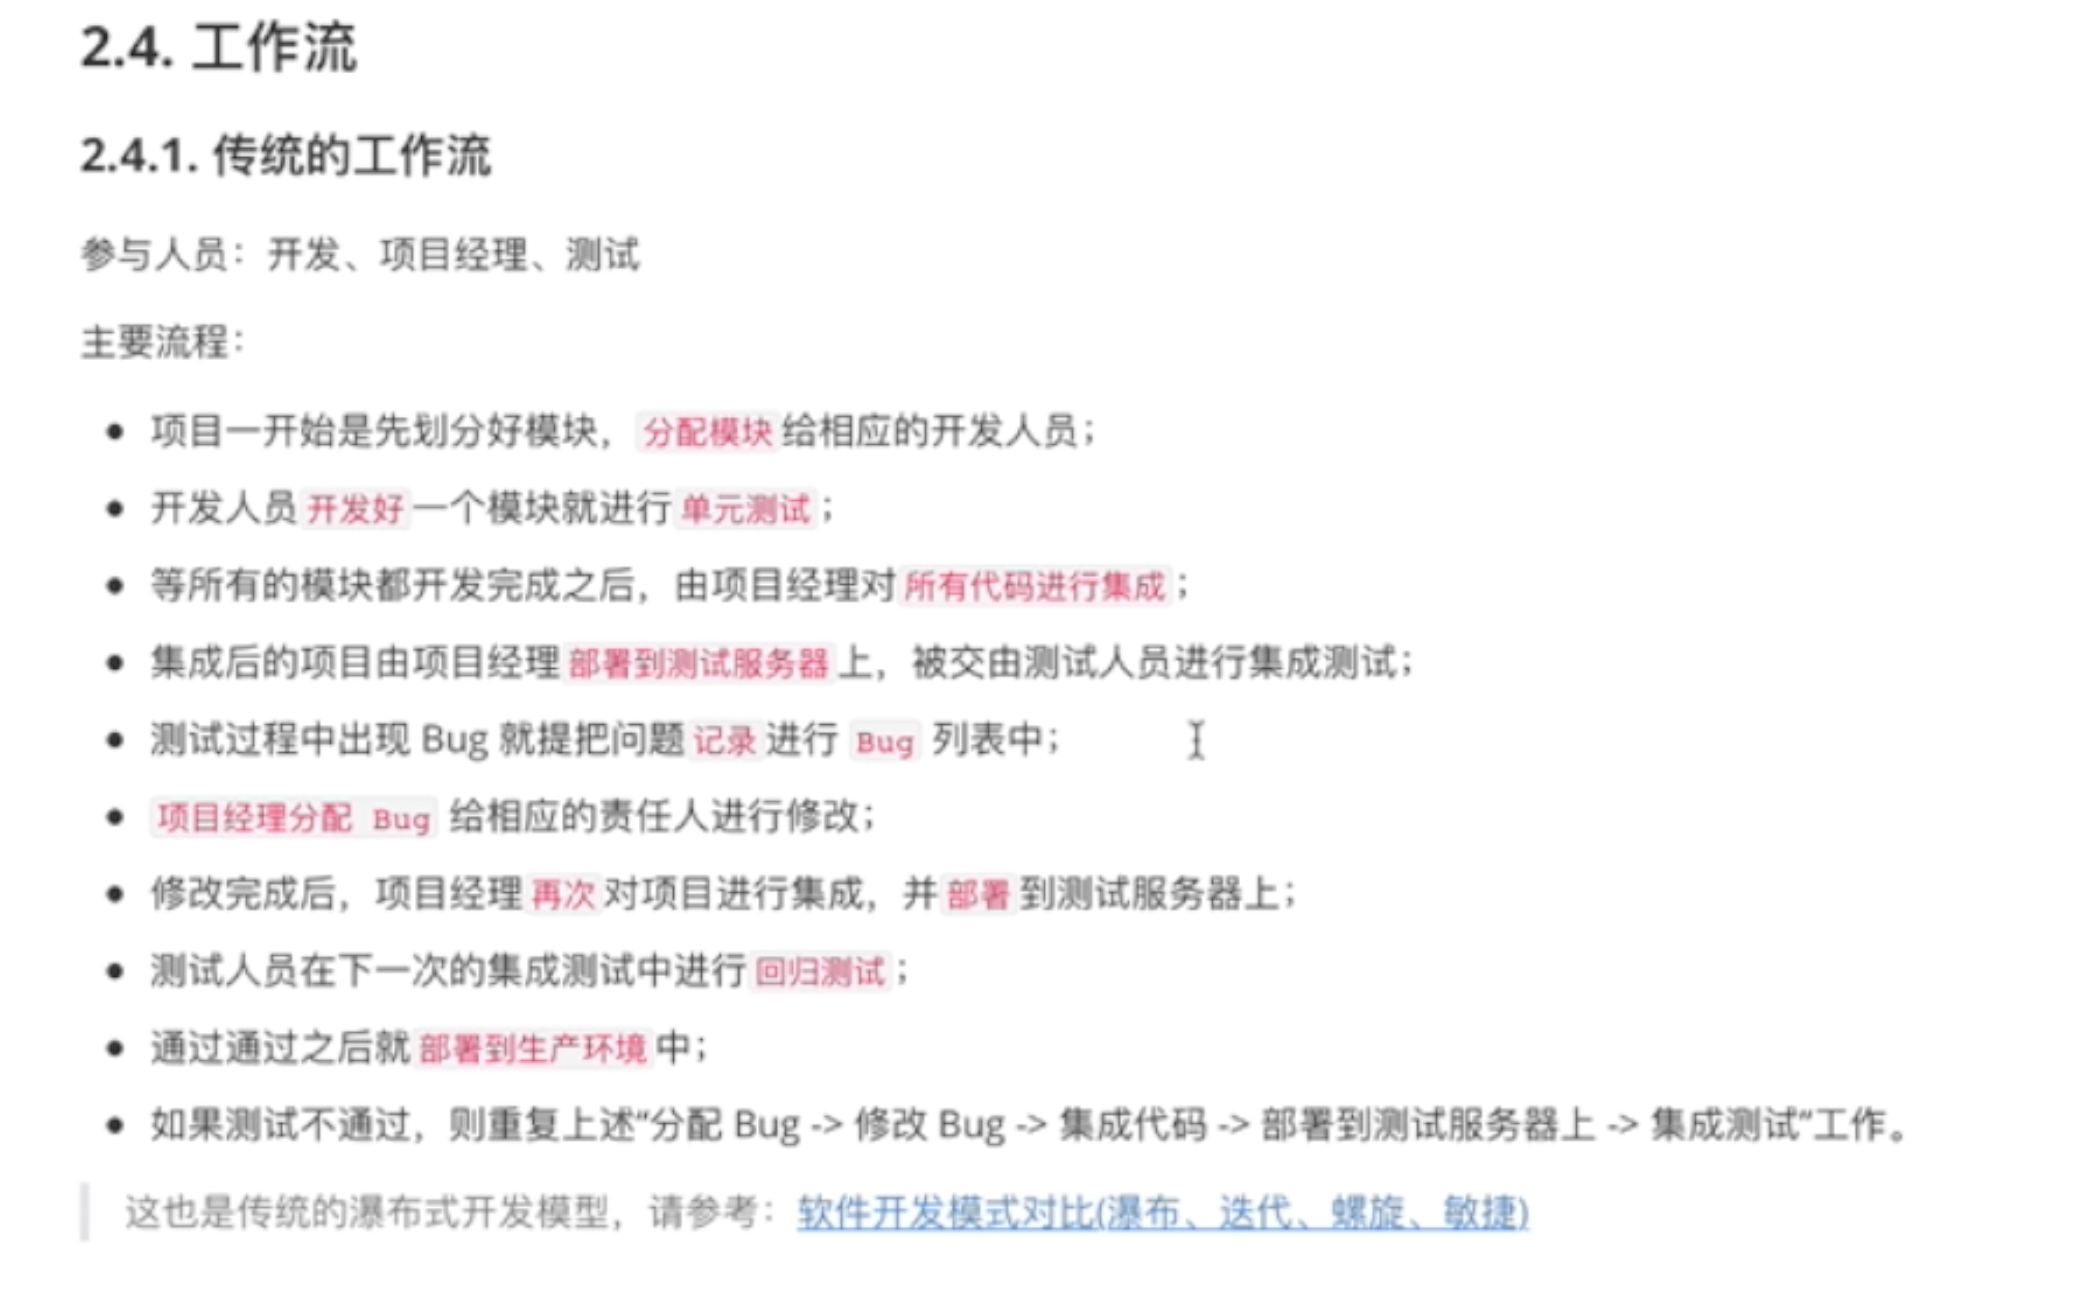 2.4. 工作流
2.4.1. 传统的工作流
参与人员：开发、项目经理、测试
主要流程：
项目一开始是先划分好模块，分配模块给相应的开发人员；
开发人员开发好一个模块就进行单元测试；
等所有的模块都开发完成之后，由项目经理对所有代码进行集成；
集成后的项目由项目经理部署到测试服务器上，被交由测试人员进行集成测试；
测试过程中出现 Bug 就提把问题记录进行 Bug 列表中；
项目经理分配 Bug 给相应的责任人进行修改；
修改完成后，项目经理再次对项目进行集成，并部署到测试服务器上；
测试人员在下一次的集成测试中进行回归测试；
通过通过之后就部署到生产环境中；
如果测试不通过，则重复上述“分配 Bug -> 修改 Bug -> 集成代码 -> 部署到测试服务器上 -> 集成测试”工作。
这也是传统的瀑布式开发模型，请参考：软件开发模式对比(瀑布、迭代、螺旋、敏捷)